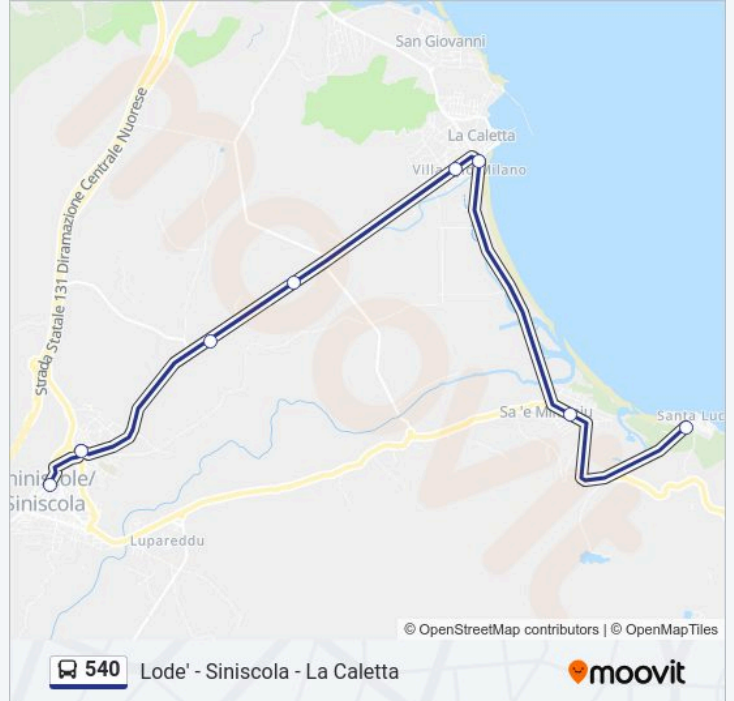 San Giovanni
La Caletta
Strada Statale 131 Diramazione Centrale Nuorese
moovit
Sa 'e M
Santa Luc
Siniscola
Lupareddu
© OpenStreetMap contributors | © OpenMapTiles
540 Lode' - Siniscola - La Caletta
moovit